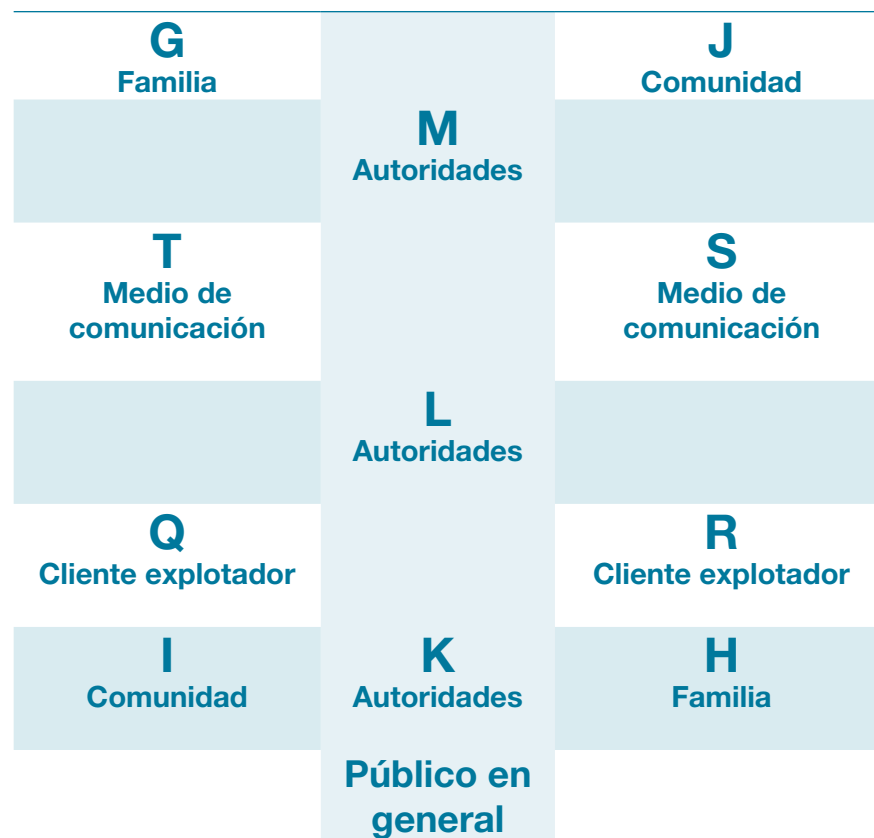 G
Familia
J
Comunidad
M
Autoridades
T
Medio de
comunicación
S
Medio de
comunicación
L
Autoridades
Q
Cliente explotador
R
Cliente explotador
I
Comunidad
K
Autoridades
H
Familia
Público en
general